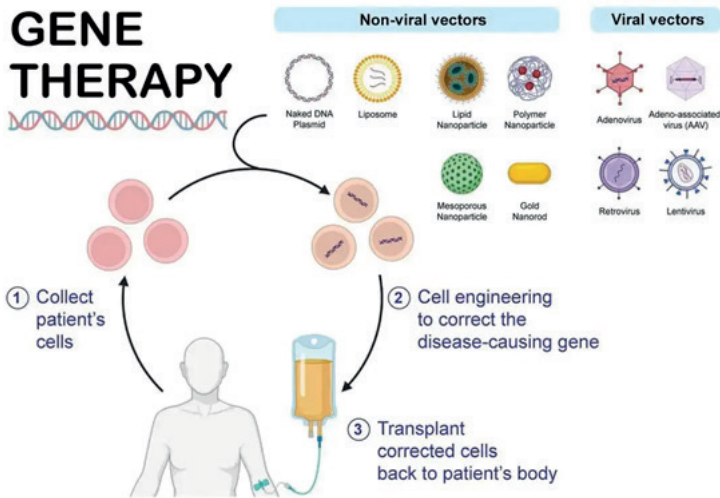 GENE
THERAPY
Non-viral vectors
Viral vectors
Naked DNA
Plasmid
Liposome
Lipid
Nanoparticle
Polymer
Nanoparticle
Adenovirus
Adeno-associated
virus (AAV)
Mesoporous
Nanoparticle
Gold
Nanorod
Retrovirus
Lentivirus
1 Collect
patient's
cells
2 Cell engineering
to correct the
disease-causing gene
3 Transplant
corrected cells
back to patient's body